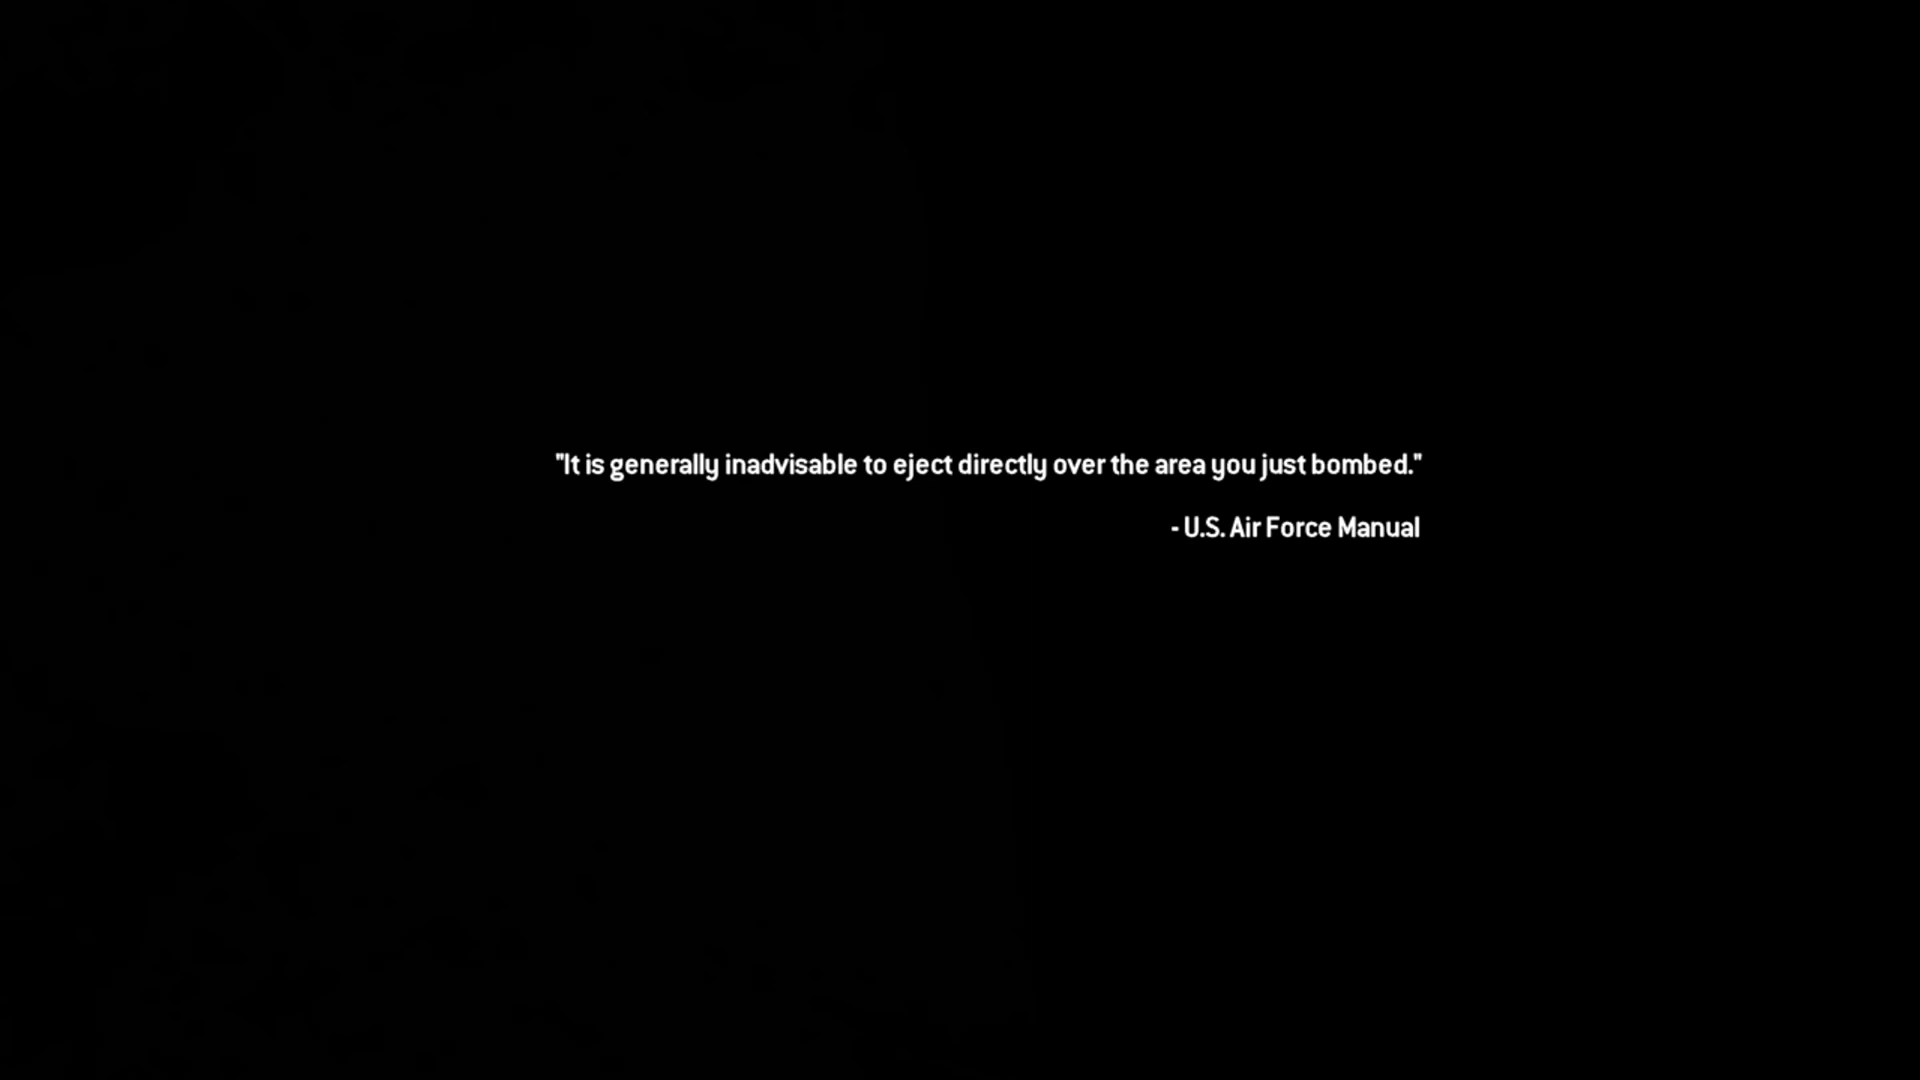 "It is generally inadvisable to eject directly over the area you just bombed."
- U.S. Air Force Manual